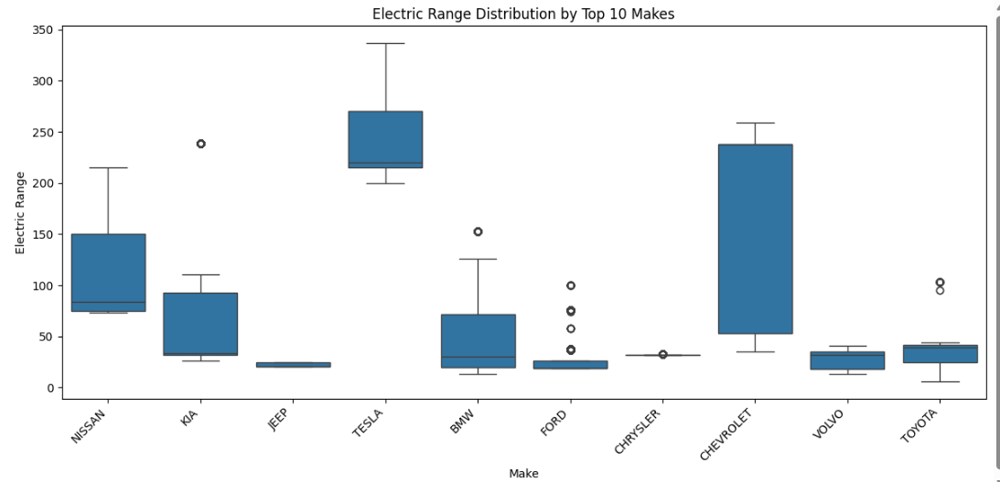 Electric Range Distribution by Top 10 Makes
350
300
250
200
150
100
50
0
Electric Range
NISSAN
KIA
JEEP
TESLA
BMW
FORD
CHRYSLER
CHEVROLET
VOLVO
TOYOTA
Make